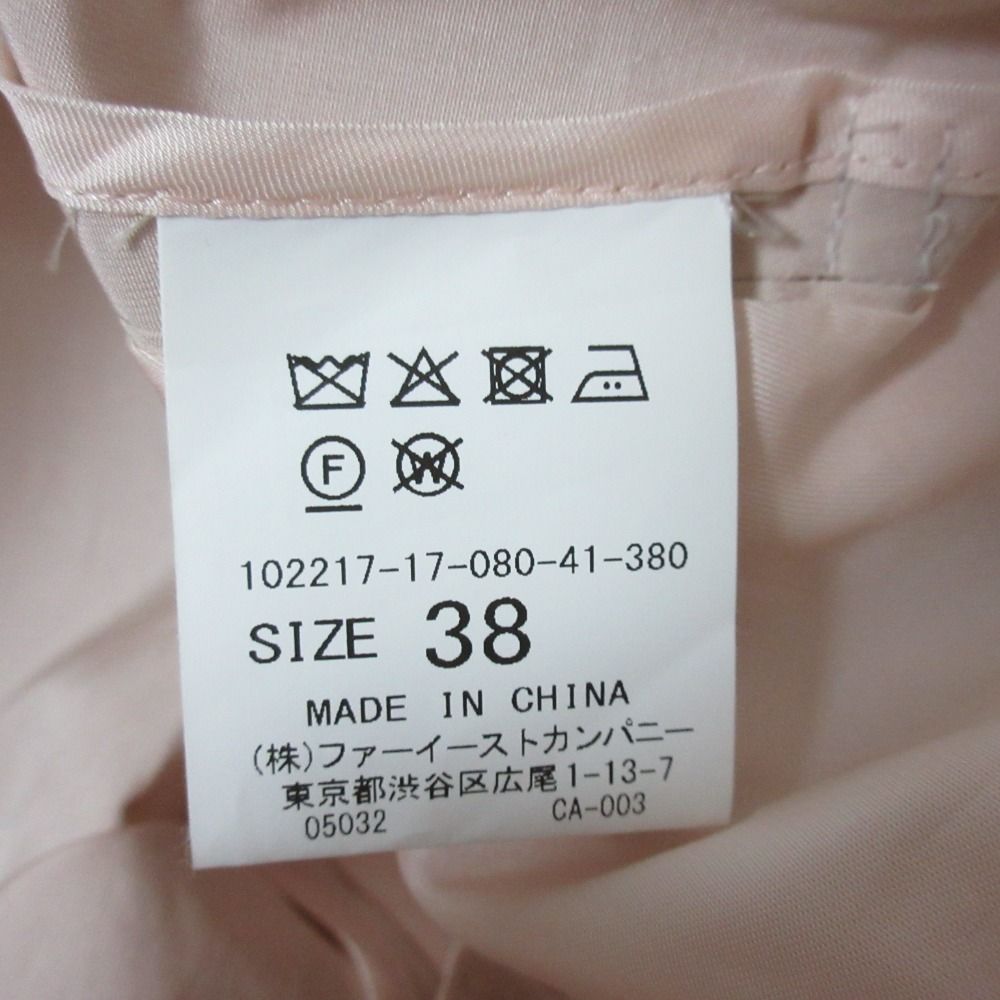 F W
102217-17-080-41-380
SIZE 38
MADE IN CHINA
(株)ファーイーストカンパニー
東京都渋谷区広尾1-13-7
05032 CA-003